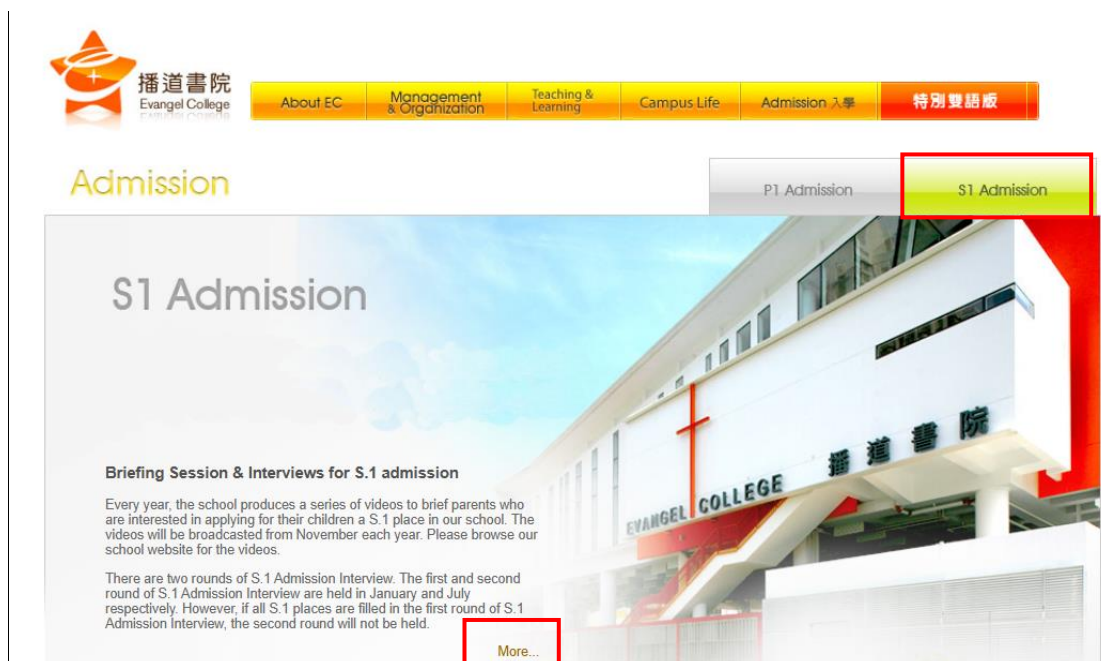 播道書院
Evangel College
About EC
Management
& Organization
Teaching &
Learning
Campus Life
Admission 入學
特別雙語版
Admission
P1 Admission
S1 Admission
S1 Admission
Briefing Session & Interviews for S.1 admission
Every year, the school produces a series of videos to brief parents who
are interested in applying for their children a S.1 place in our school. The
videos will be broadcasted from November each year. Please browse our
school website for the videos.
There are two rounds of S.1 Admission Interview. The first and second
round of S.1 Admission Interview are held in January and July
respectively. However, if all S.1 places are filled in the first round of S.1
Admission Interview, the second round will not be held.
More...
EVANGEL COLLEGE 播道書院